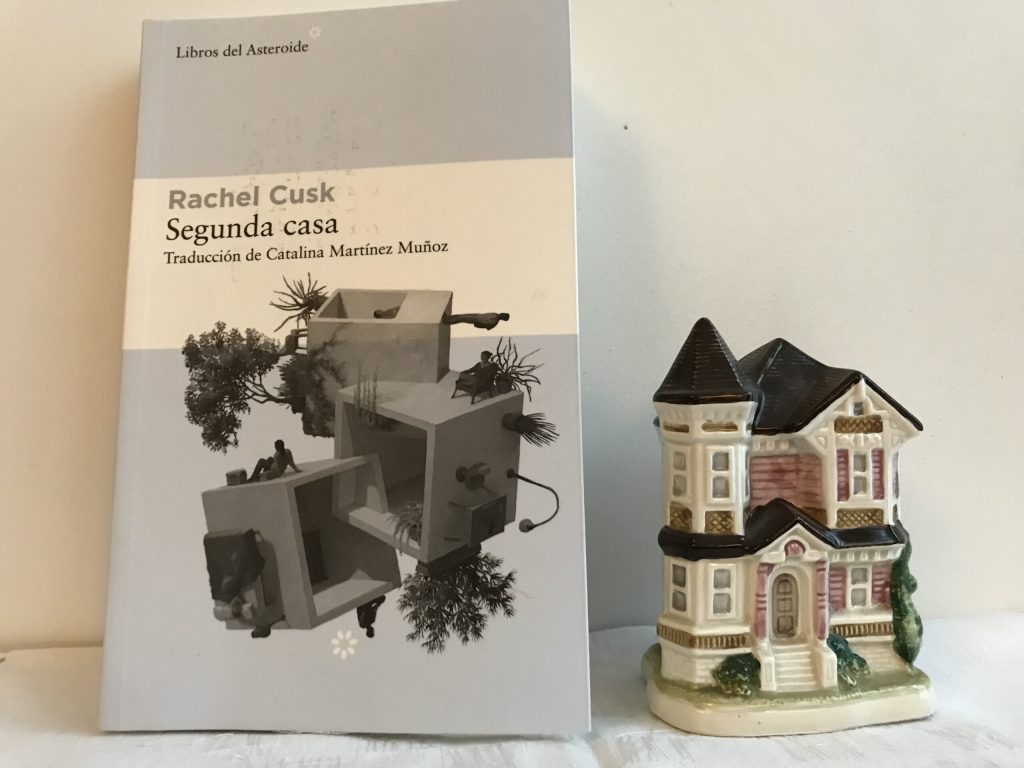 Libros del Asteroide
Rachel Cusk
Segunda casa
Traducción de Catalina Martínez Muñoz